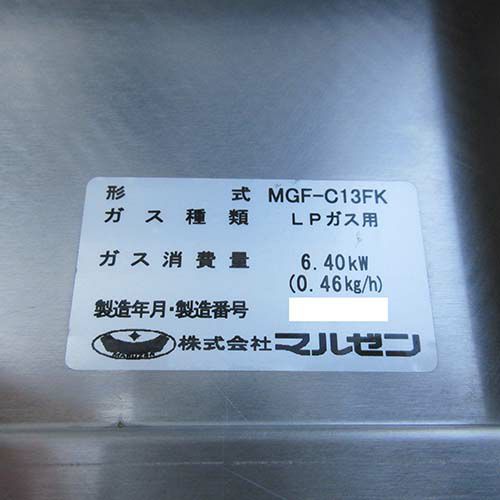 形式 MGF-C13FK
ガス種類 LPガス用
ガス消費量 6.40kW
(0.46kg/h)
製造年月・製造番号
MARUZEN 株式会社マルゼン